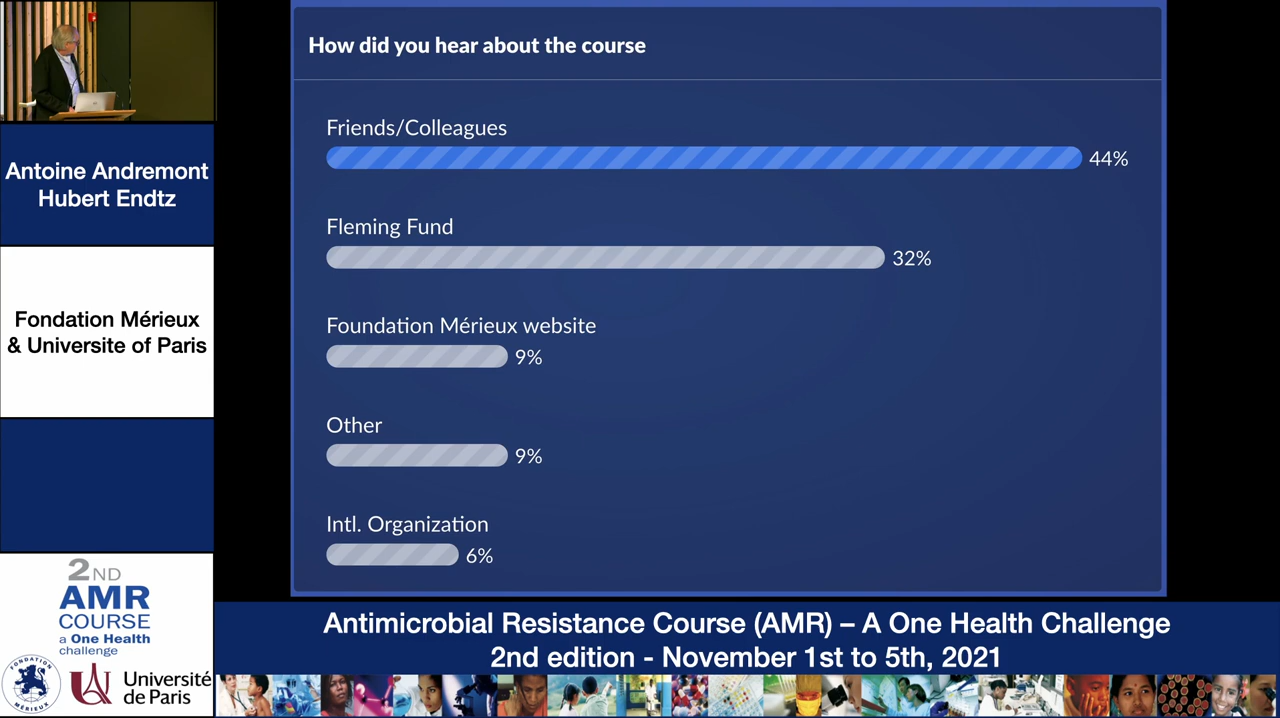 How did you hear about the course
Friends/Colleagues
44%
Fleming Fund
32%
Foundation Mérieux website
9%
Other
9%
Intl. Organization
6%
Antoine Andremont
Hubert Endtz
Fondation Mérieux
& Universite of Paris
2ND
AMR
COURSE
a One Health
challenge
FONDATION
MÉRIEUX
Université
de Paris
Antimicrobial Resistance Course (AMR) – A One Health Challenge
2nd edition - November 1st to 5th, 2021